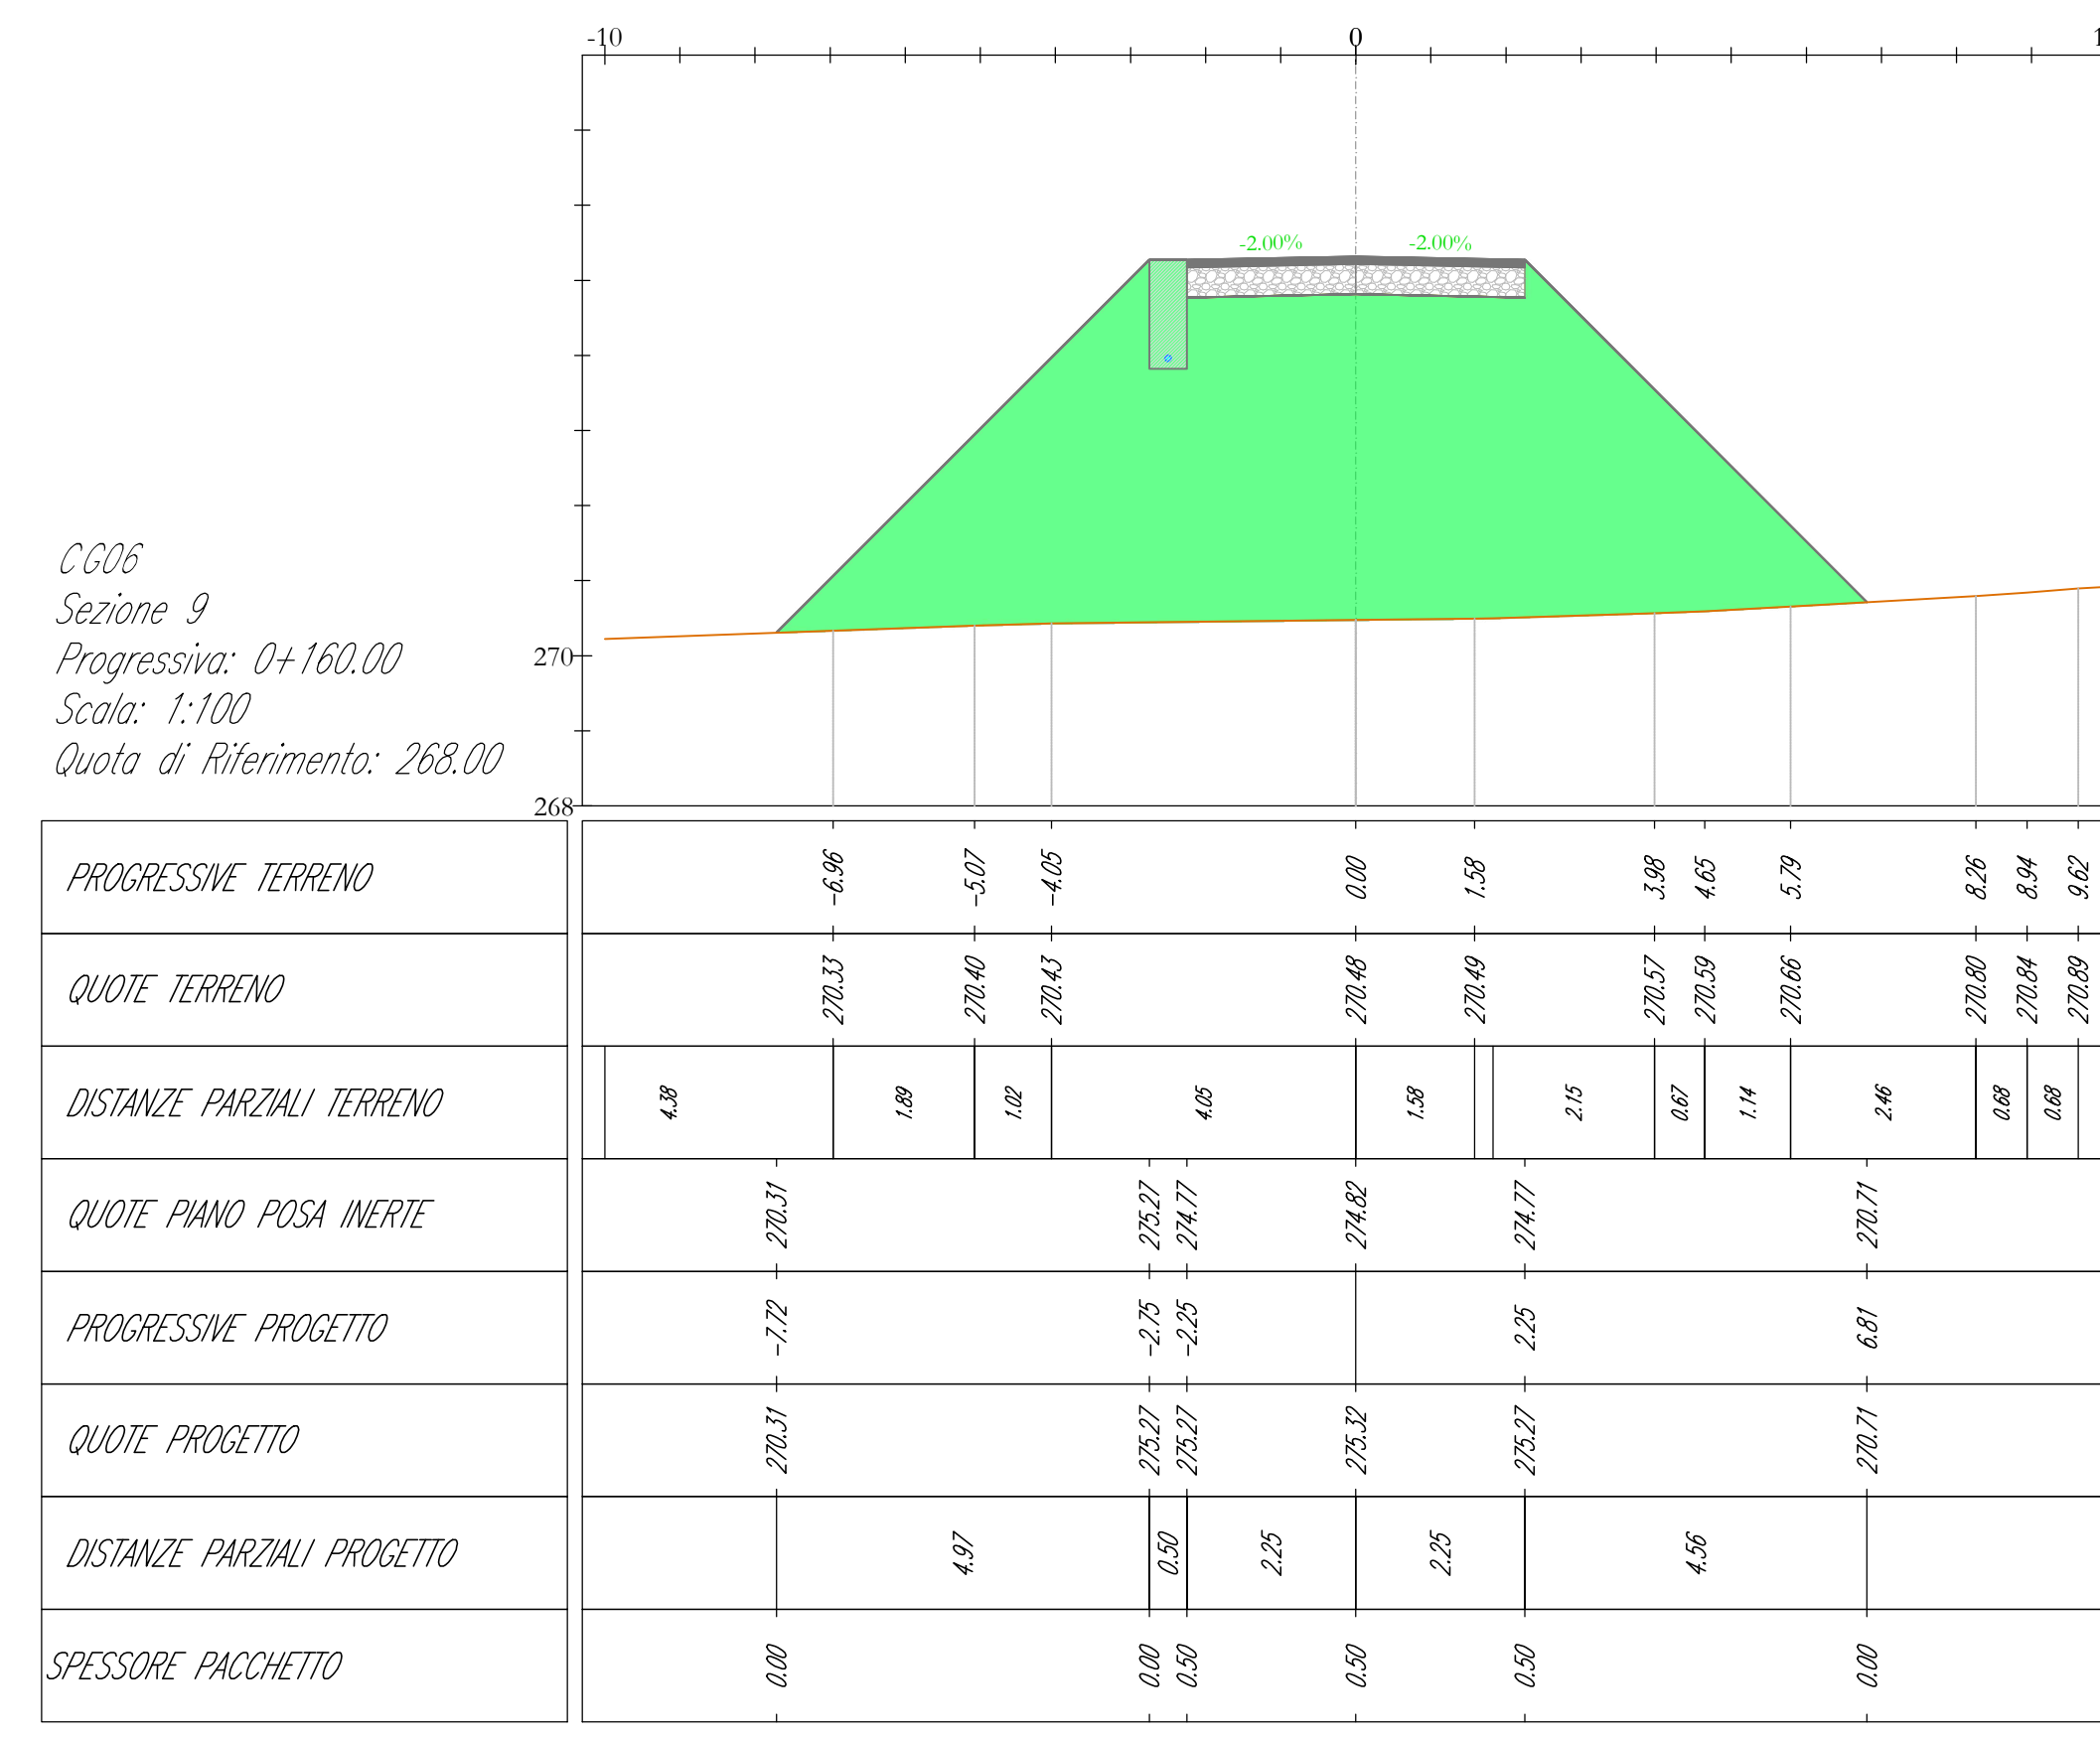 -10 0 1
-2.00% -2.00%
CG06
Sezione 9
Progressiva: 0+160.00
270
Scala: 1:100
Quota di Riferimento: 268.00
268
PROGRESSIVE TERRENO -6.96 -5.07 -4.05 0.00 1.58 3.98 4.65 5.79 8.26 8.94 9.62
QUOTE TERRENO 270.33 270.40 270.43 270.48 270.49 270.57 270.59 270.66 270.80 270.84 270.89
DISTANZE PARZIALI TERRENO 4.38 1.89 1.02 4.05 1.58 2.15 0.67 1.14 2.46 0.68 0.68
QUOTE PIANO POSA INERTE 270.31 275.27 274.77 274.82 274.77 270.71
PROGRESSIVE PROGETTO -7.72 -2.75 -2.25 2.25 6.81
QUOTE PROGETTO 270.31 275.27 275.27 275.32 275.27 270.71
DISTANZE PARZIALI PROGETTO 4.97 0.50 2.25 2.25 4.56
SPESSORE PACCHETTO 0.00 0.00 0.50 0.50 0.50 0.00